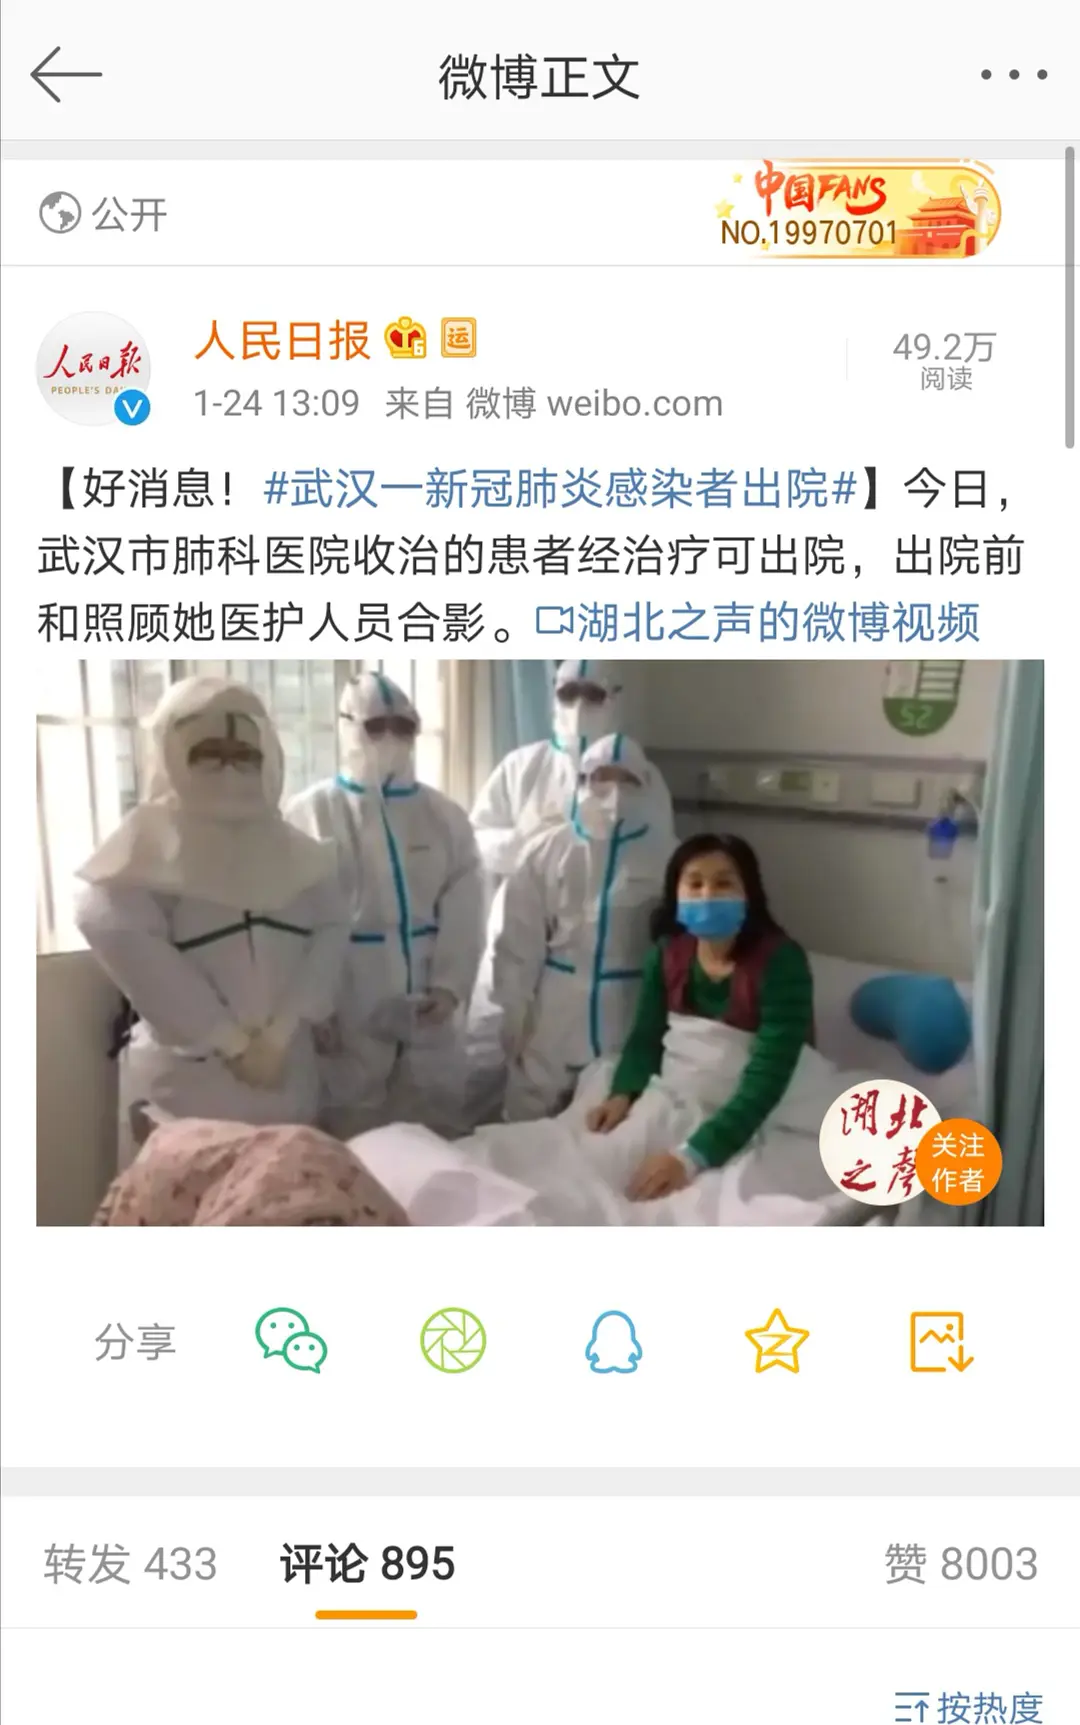 微博正文
公开
中国FANS
NO.19970701
人民日报
运
人民日报
PEOPLE'S DA
49.2万
阅读
1-24 13:09 来自 微博 weibo.com
【好消息！#武汉一新冠肺炎感染者出院#】今日，
武汉市肺科医院收治的患者经治疗可出院，出院前
和照顾她医护人员合影。湖北之声的微博视频
52
湖北
之聲
关注
作者
分享
转发 433
评论 895
赞 8003
按热度